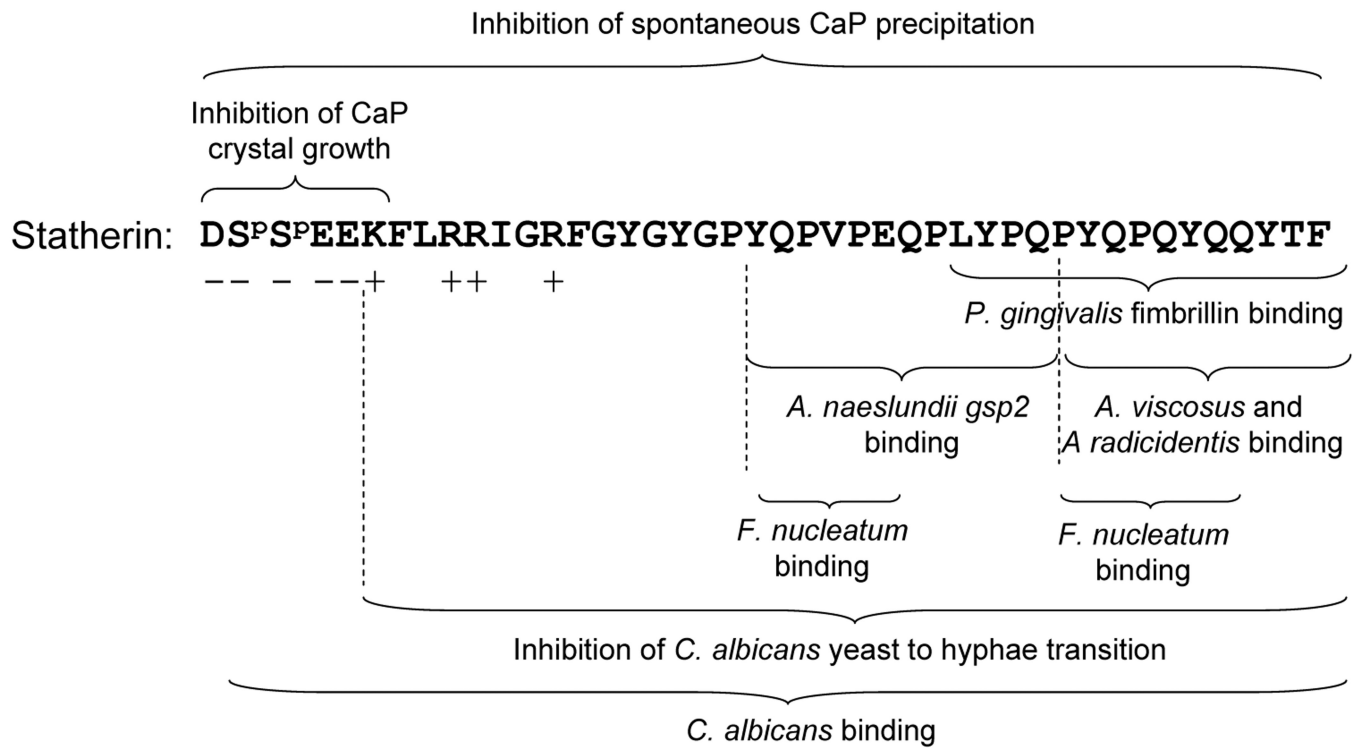 Inhibition of spontaneous CaP precipitation
Inhibition of CaP
crystal growth
Statherin: DSᵖSᵖEEKFLRRIGRFGYGYGPYQPVPEQPLYPQPYQPQYQQYTF
−− − −−+ ++ +
P. gingivalis fimbrillin binding
A. naeslundii gsp2
binding
A. viscosus and
A radicidentis binding
F. nucleatum
binding
F. nucleatum
binding
Inhibition of C. albicans yeast to hyphae transition
C. albicans binding